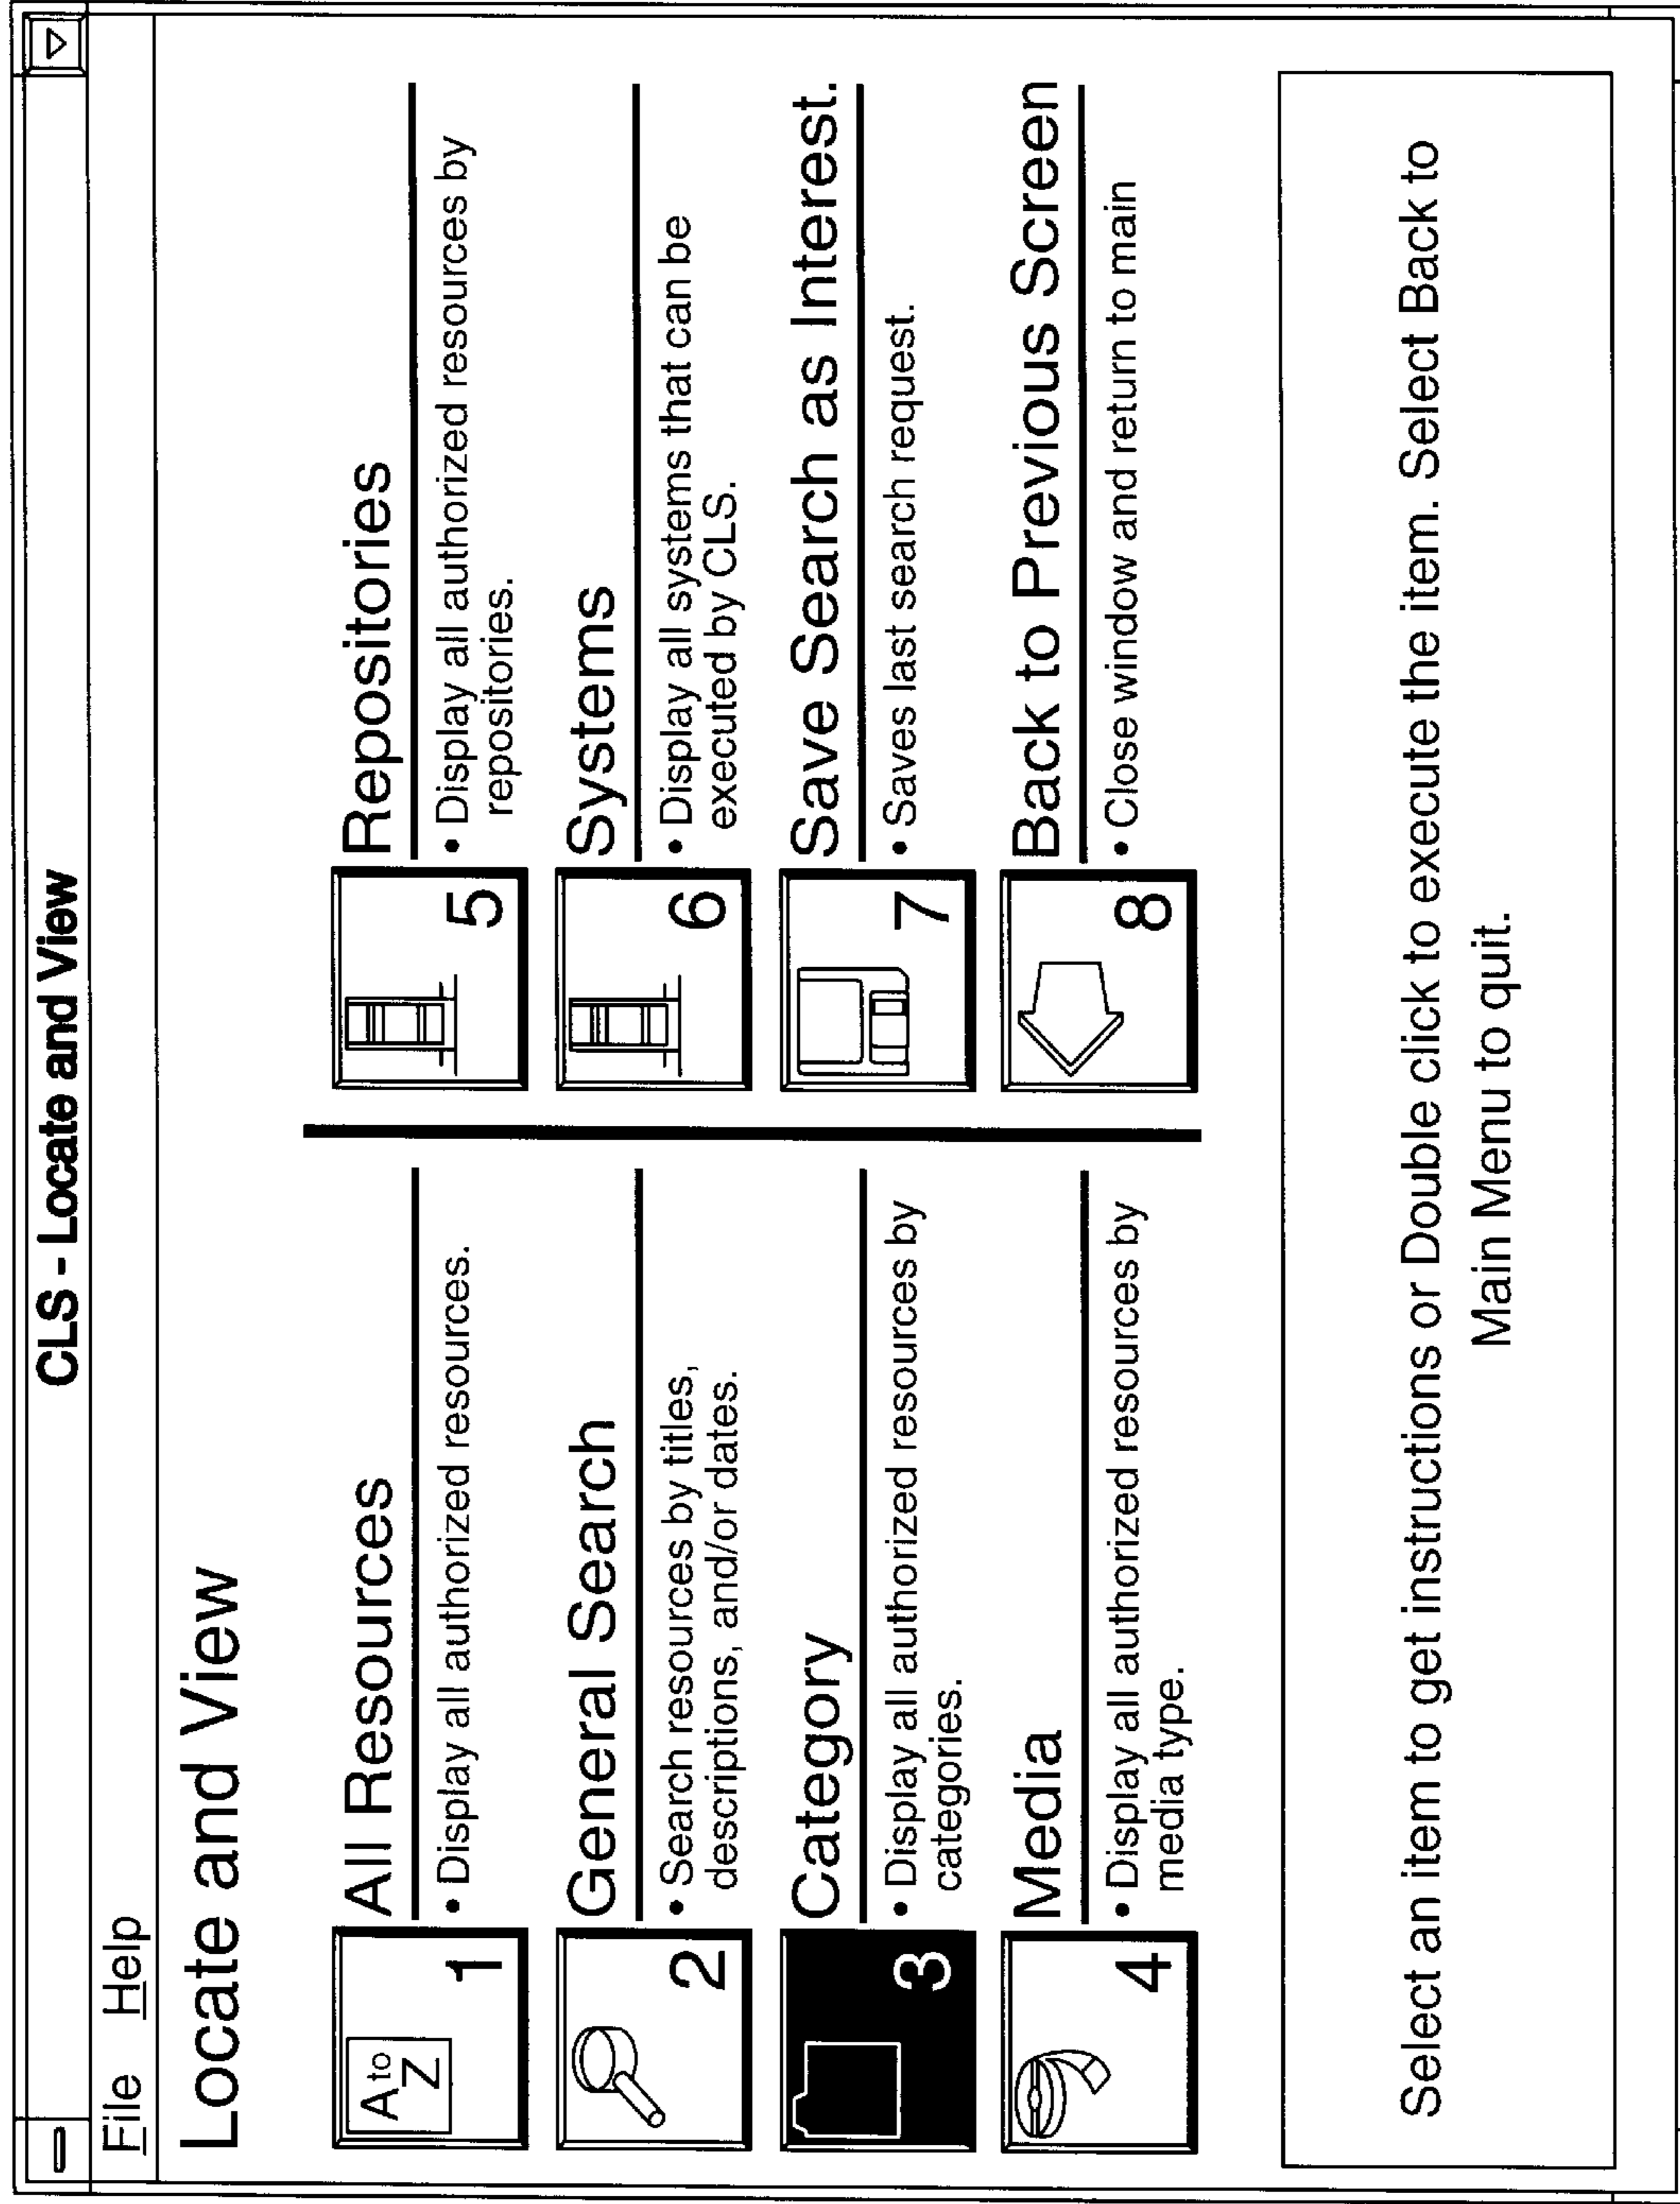 CLS - Locate and View
File Help
Locate and View
A to
Z
1
All Resources
• Display all authorized resources.
2
General Search
• Search resources by titles,
descriptions, and/or dates.
3
Category
• Display all authorized resources by
categories.
4
Media
• Display all authorized resources by
media type.
5
Repositories
• Display all authorized resources by
repositories.
6
Systems
• Display all systems that can be
executed by CLS.
7
Save Search as Interest.
• Saves last search request.
8
Back to Previous Screen
• Close window and return to main
Select an item to get instructions or Double click to execute the item. Select Back to
Main Menu to quit.